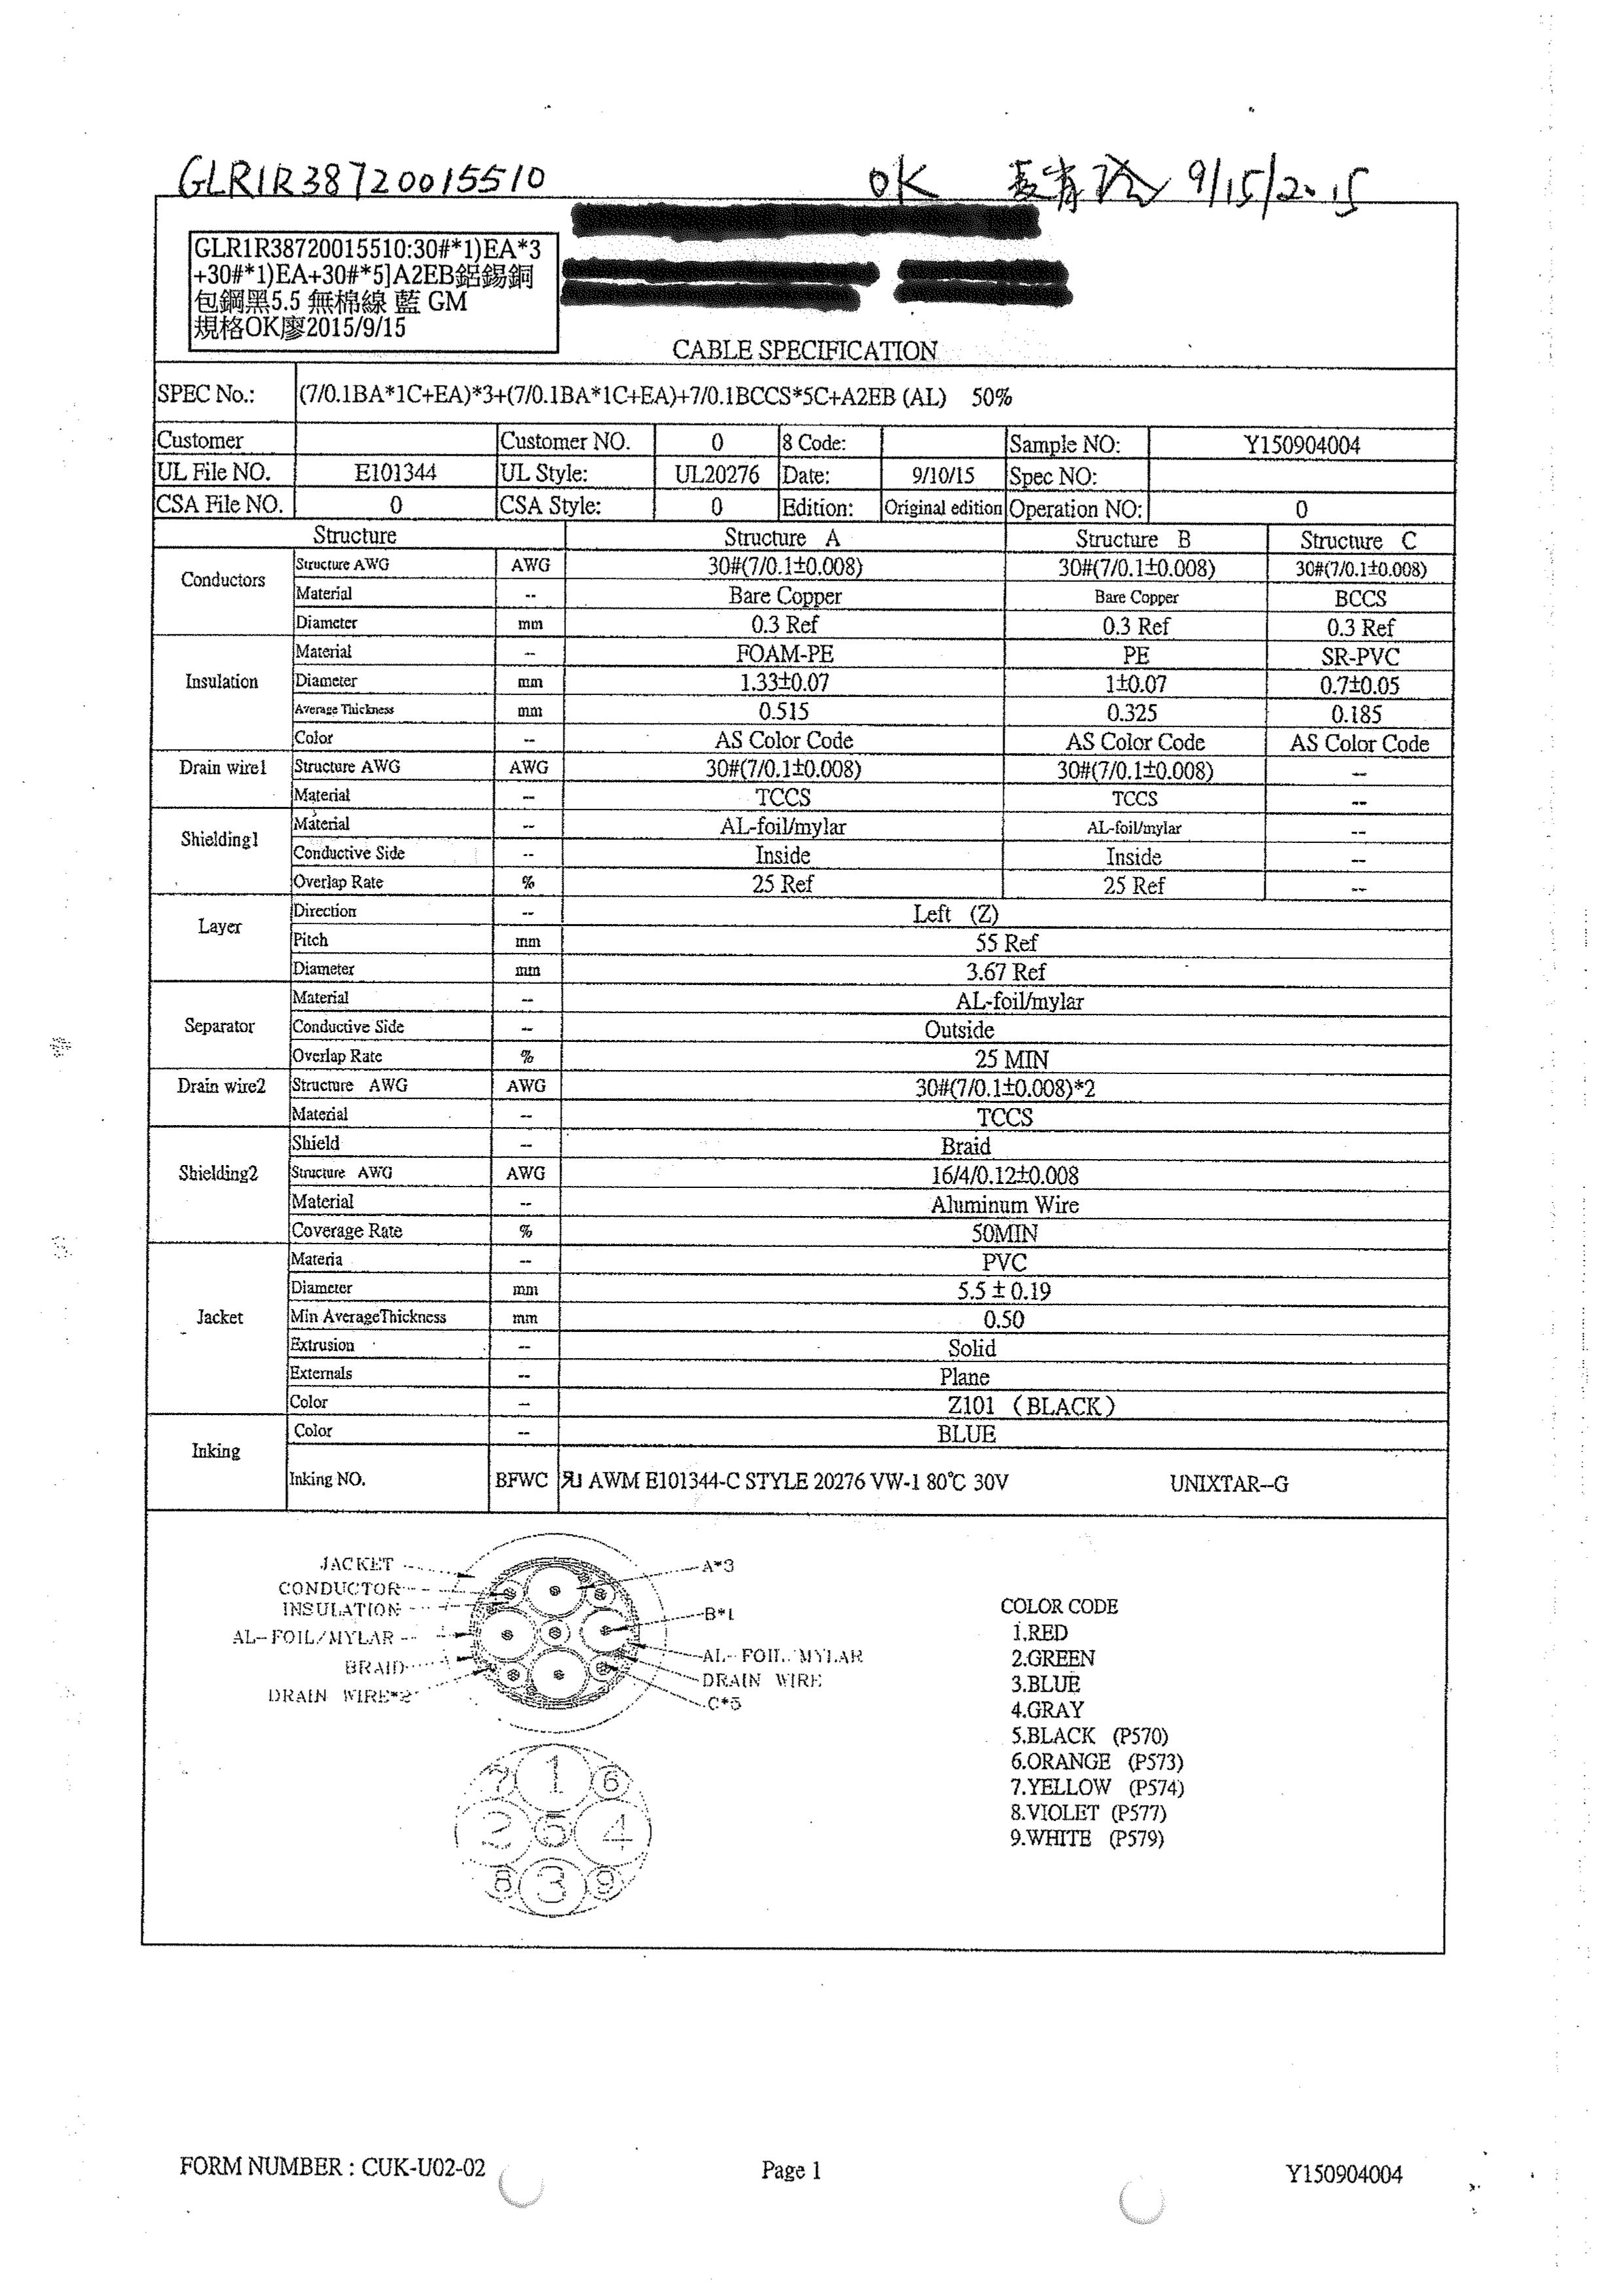 GLR1R38720015510 OK 9/15/2015
GLR1R38720015510:30#*1)EA*3
+30#*1)EA+30#*5]A2EB鋁錫銅
包鋼黑5.5 無棉線 藍 GM
規格OK廖2015/9/15
CABLE SPECIFICATION
SPEC No.: (7/0.1BA*1C+EA)*3+(7/0.1BA*1C+EA)+7/0.1BCCS*5C+A2EB (AL) 50%
Customer Customer NO. 0 8 Code: Sample NO: Y150904004
UL File NO. E101344 UL Style: UL20276 Date: 9/10/15 Spec NO:
CSA File NO. 0 CSA Style: 0 Edition: Original edition Operation NO: 0
Structure Structure A Structure B Structure C
Conductors Structure AWG AWG 30#(7/0.1±0.008) 30#(7/0.1±0.008) 30#(7/0.1±0.008)
Material -- Bare Copper Bare Copper BCCS
Diameter mm 0.3 Ref 0.3 Ref 0.3 Ref
Insulation Material -- FOAM-PE PE SR-PVC
Diameter mm 1.33±0.07 1±0.07 0.7±0.05
Average Thickness mm 0.515 0.325 0.185
Color -- AS Color Code AS Color Code AS Color Code
Drain wire1 Structure AWG AWG 30#(7/0.1±0.008) 30#(7/0.1±0.008) --
Material -- TCCS TCCS --
Shielding1 Material -- AL-foil/mylar AL-foil/mylar --
Conductive Side -- Inside Inside --
Overlap Rate % 25 Ref 25 Ref --
Layer Direction -- Left (Z)
Pitch mm 55 Ref
Diameter mm 3.67 Ref
Separator Material -- AL-foil/mylar
Conductive Side -- Outside
Overlap Rate % 25 MIN
Drain wire2 Structure AWG AWG 30#(7/0.1±0.008)*2
Material -- TCCS
Shielding2 Shield -- Braid
Structure AWG AWG 16/4/0.12±0.008
Material -- Aluminum Wire
Coverage Rate % 50MIN
Jacket Materia -- PVC
Diameter mm 5.5 ± 0.19
Min AverageThickness mm 0.50
Extrusion -- Solid
Externals -- Plane
Color -- Z101 (BLACK)
Inking Color -- BLUE
Inking NO. BFWC AWM E101344-C STYLE 20276 VW-1 80℃ 30V UNIXTAR--G
JACKET
CONDUCTOR
INSULATION
AL-FOIL/MYLAR
BRAID
DRAIN WIRE*2
A*3
B*1
AL-FOIL/MYLAR
DRAIN WIRE
C*5
7 1 6
2 5 4
8 3 9
COLOR CODE
1.RED
2.GREEN
3.BLUE
4.GRAY
5.BLACK (P570)
6.ORANGE (P573)
7.YELLOW (P574)
8.VIOLET (P577)
9.WHITE (P579)
FORM NUMBER : CUK-U02-02 Page 1 Y150904004